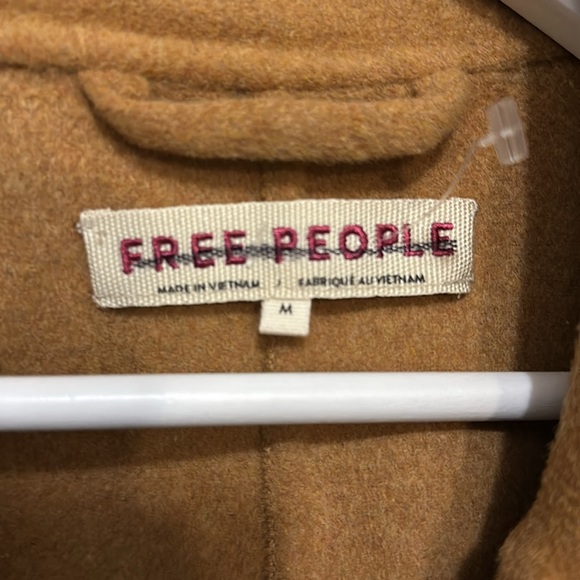 FREE PEOPLE
MADE IN VIETNAM / FABRIQUÉ AU VIETNAM
M